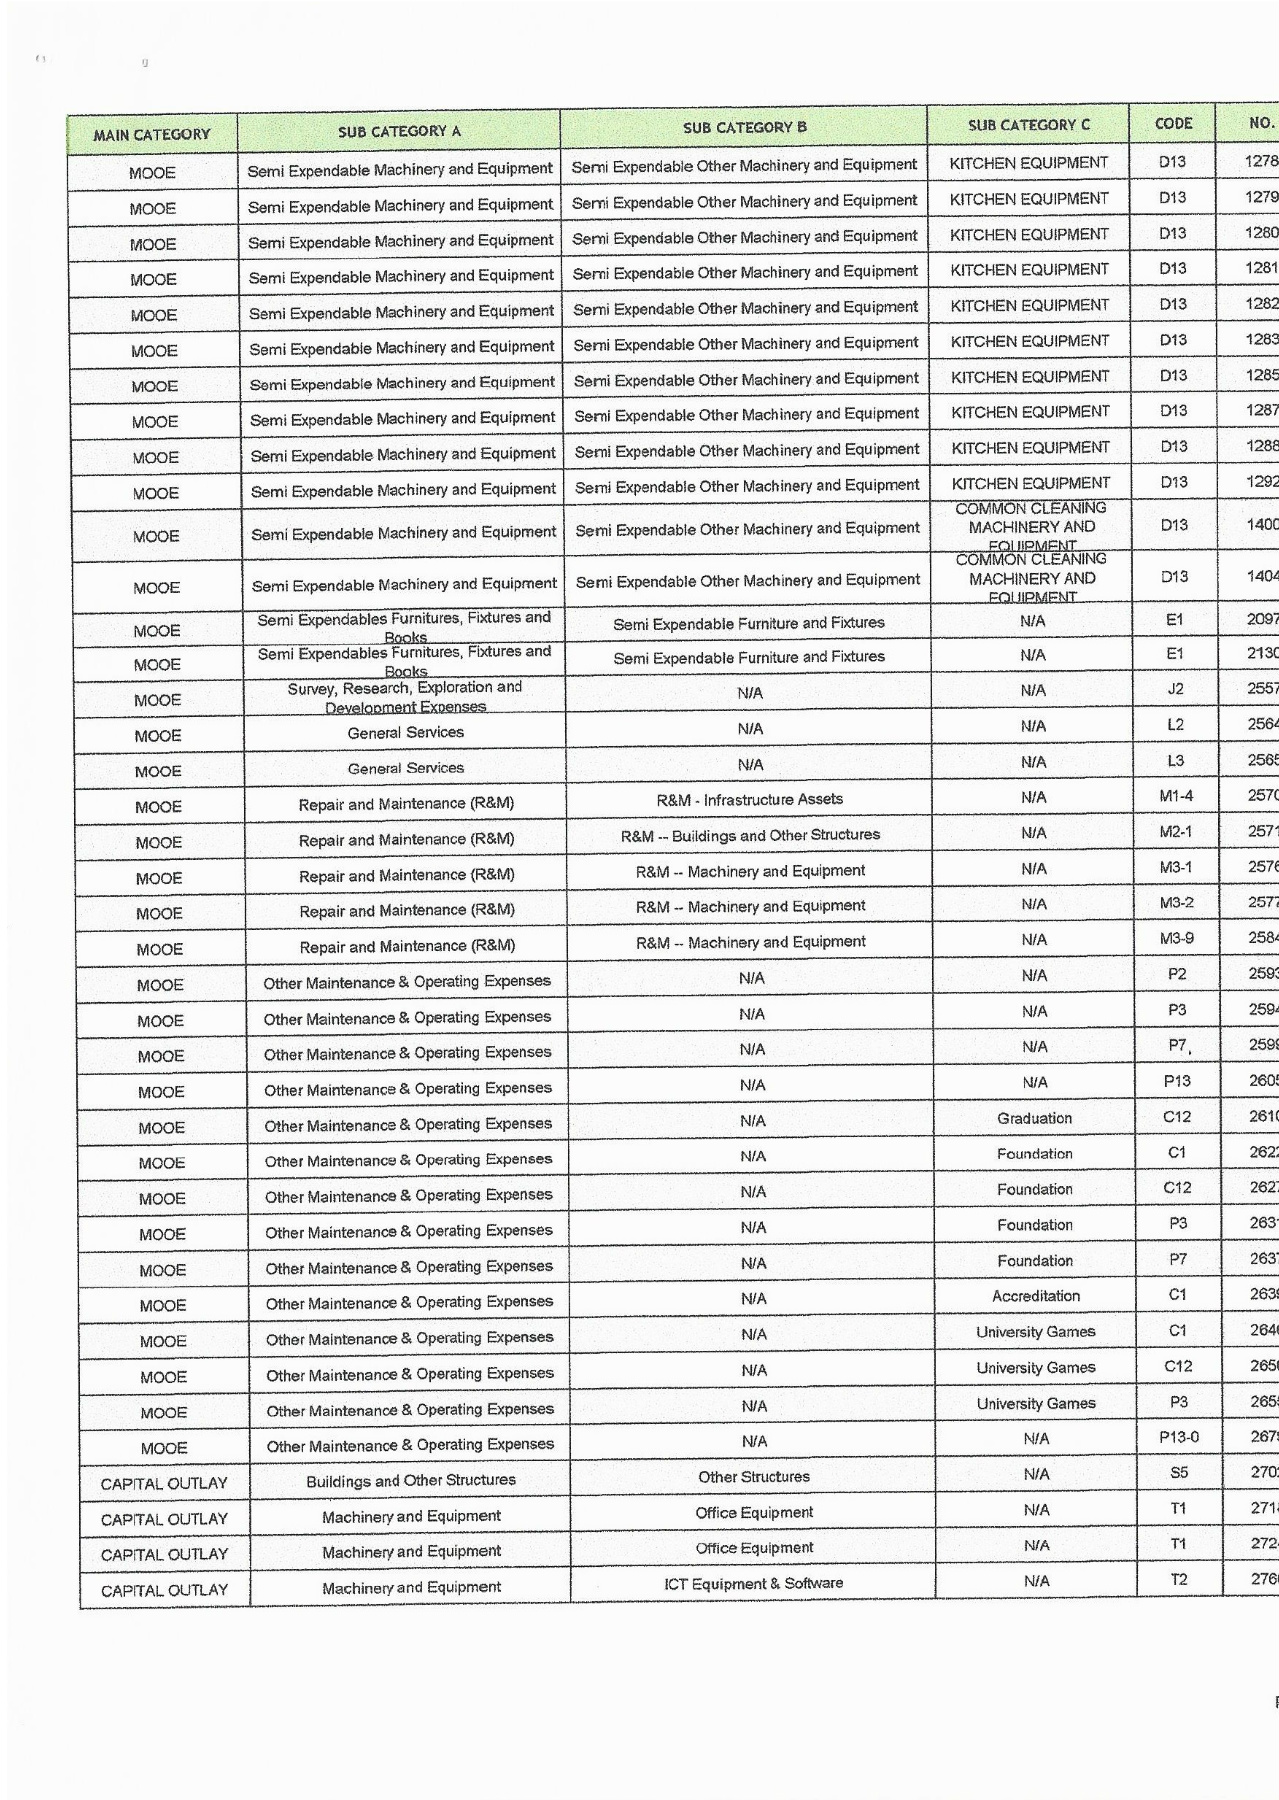 MAIN CATEGORY SUB CATEGORY A SUB CATEGORY B SUB CATEGORY C CODE NO.
MOOE Semi Expendable Machinery and Equipment Semi Expendable Other Machinery and Equipment KITCHEN EQUIPMENT D13 1278
MOOE Semi Expendable Machinery and Equipment Semi Expendable Other Machinery and Equipment KITCHEN EQUIPMENT D13 1279
MOOE Semi Expendable Machinery and Equipment Semi Expendable Other Machinery and Equipment KITCHEN EQUIPMENT D13 1280
MOOE Semi Expendable Machinery and Equipment Semi Expendable Other Machinery and Equipment KITCHEN EQUIPMENT D13 1281
MOOE Semi Expendable Machinery and Equipment Semi Expendable Other Machinery and Equipment KITCHEN EQUIPMENT D13 1282
MOOE Semi Expendable Machinery and Equipment Semi Expendable Other Machinery and Equipment KITCHEN EQUIPMENT D13 1283
MOOE Semi Expendable Machinery and Equipment Semi Expendable Other Machinery and Equipment KITCHEN EQUIPMENT D13 1285
MOOE Semi Expendable Machinery and Equipment Semi Expendable Other Machinery and Equipment KITCHEN EQUIPMENT D13 1287
MOOE Semi Expendable Machinery and Equipment Semi Expendable Other Machinery and Equipment KITCHEN EQUIPMENT D13 1288
MOOE Semi Expendable Machinery and Equipment Semi Expendable Other Machinery and Equipment KITCHEN EQUIPMENT D13 1292
COMMON CLEANING
MOOE Semi Expendable Machinery and Equipment Semi Expendable Other Machinery and Equipment MACHINERY AND D13 1400
EQUIPMENT
COMMON CLEANING
MOOE Semi Expendable Machinery and Equipment Semi Expendable Other Machinery and Equipment MACHINERY AND D13 1404
EQUIPMENT
MOOE Semi Expendables Furnitures, Fixtures and Semi Expendable Furniture and Fixtures N/A E1 2097
Books
MOOE Semi Expendables Furnitures, Fixtures and Semi Expendable Furniture and Fixtures N/A E1 2130
Books
MOOE Survey, Research, Exploration and N/A N/A J2 2557
Development Expenses
MOOE General Services N/A N/A L2 2564
MOOE General Services N/A N/A L3 2565
MOOE Repair and Maintenance (R&M) R&M - Infrastructure Assets N/A M1-4 2570
MOOE Repair and Maintenance (R&M) R&M -- Buildings and Other Structures N/A M2-1 2571
MOOE Repair and Maintenance (R&M) R&M -- Machinery and Equipment N/A M3-1 2576
MOOE Repair and Maintenance (R&M) R&M -- Machinery and Equipment N/A M3-2 2577
MOOE Repair and Maintenance (R&M) R&M -- Machinery and Equipment N/A M3-9 2584
MOOE Other Maintenance & Operating Expenses N/A N/A P2 2593
MOOE Other Maintenance & Operating Expenses N/A N/A P3 2594
MOOE Other Maintenance & Operating Expenses N/A N/A P7 2599
MOOE Other Maintenance & Operating Expenses N/A N/A P13 2605
MOOE Other Maintenance & Operating Expenses N/A Graduation C12 2610
MOOE Other Maintenance & Operating Expenses N/A Foundation C1
MOOE Other Maintenance & Operating Expenses N/A Foundation C12
MOOE Other Maintenance & Operating Expenses N/A Foundation P3
MOOE Other Maintenance & Operating Expenses N/A Foundation P7
MOOE Other Maintenance & Operating Expenses N/A Accreditation C1
MOOE Other Maintenance & Operating Expenses N/A University Games C1
MOOE Other Maintenance & Operating Expenses N/A University Games C12
MOOE Other Maintenance & Operating Expenses N/A University Games P3
MOOE Other Maintenance & Operating Expenses N/A N/A P13-0
CAPITAL OUTLAY Buildings and Other Structures Other Structures N/A S5
CAPITAL OUTLAY Machinery and Equipment Office Equipment N/A T1
CAPITAL OUTLAY Machinery and Equipment Office Equipment N/A T1
CAPITAL OUTLAY Machinery and Equipment ICT Equipment & Software N/A T2